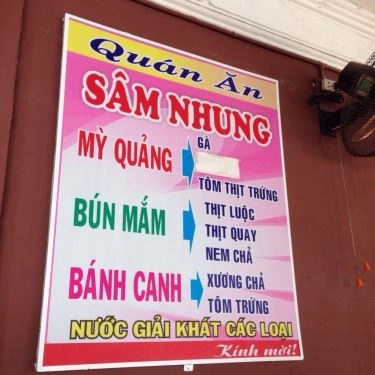 Quán Ăn
SÂM NHUNG
MỲ QUẢNG
GÀ
TÔM THỊT TRỨNG
BÚN MẮM
THỊT LUỘC
THỊT QUAY
NEM CHẢ
BÁNH CANH
XƯƠNG CHẢ
TÔM TRỨNG
NƯỚC GIẢI KHÁT CÁC LOẠI
Kính mời!